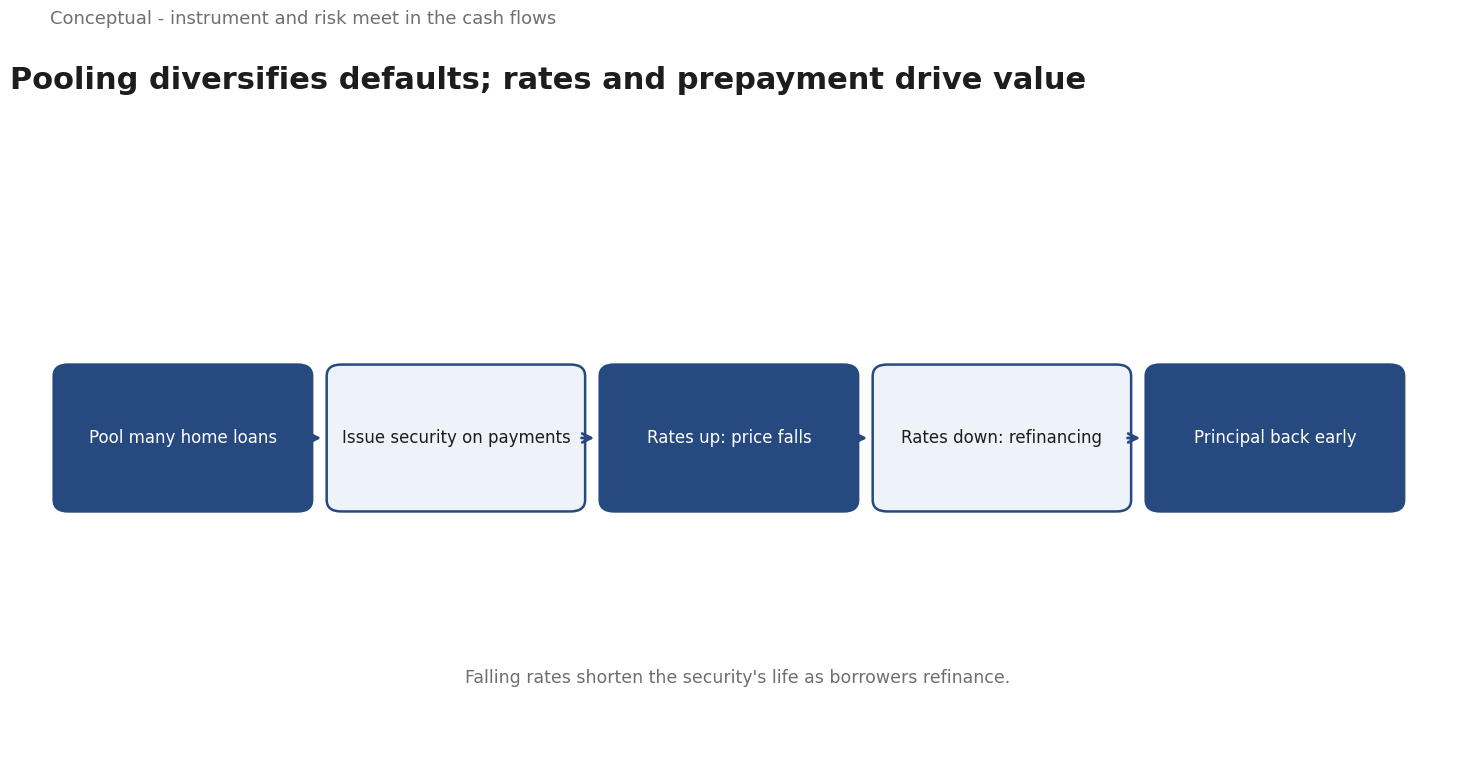 Conceptual - instrument and risk meet in the cash flows
Pooling diversifies defaults; rates and prepayment drive value
Pool many home loans
Issue security on payments
Rates up: price falls
Rates down: refinancing
Principal back early
Falling rates shorten the security's life as borrowers refinance.